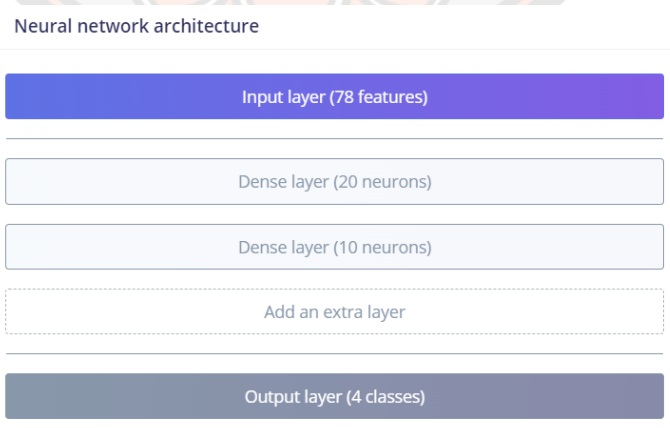 Neural network architecture
Input layer (78 features)
Dense layer (20 neurons)
Dense layer (10 neurons)
Add an extra layer
Output layer (4 classes)